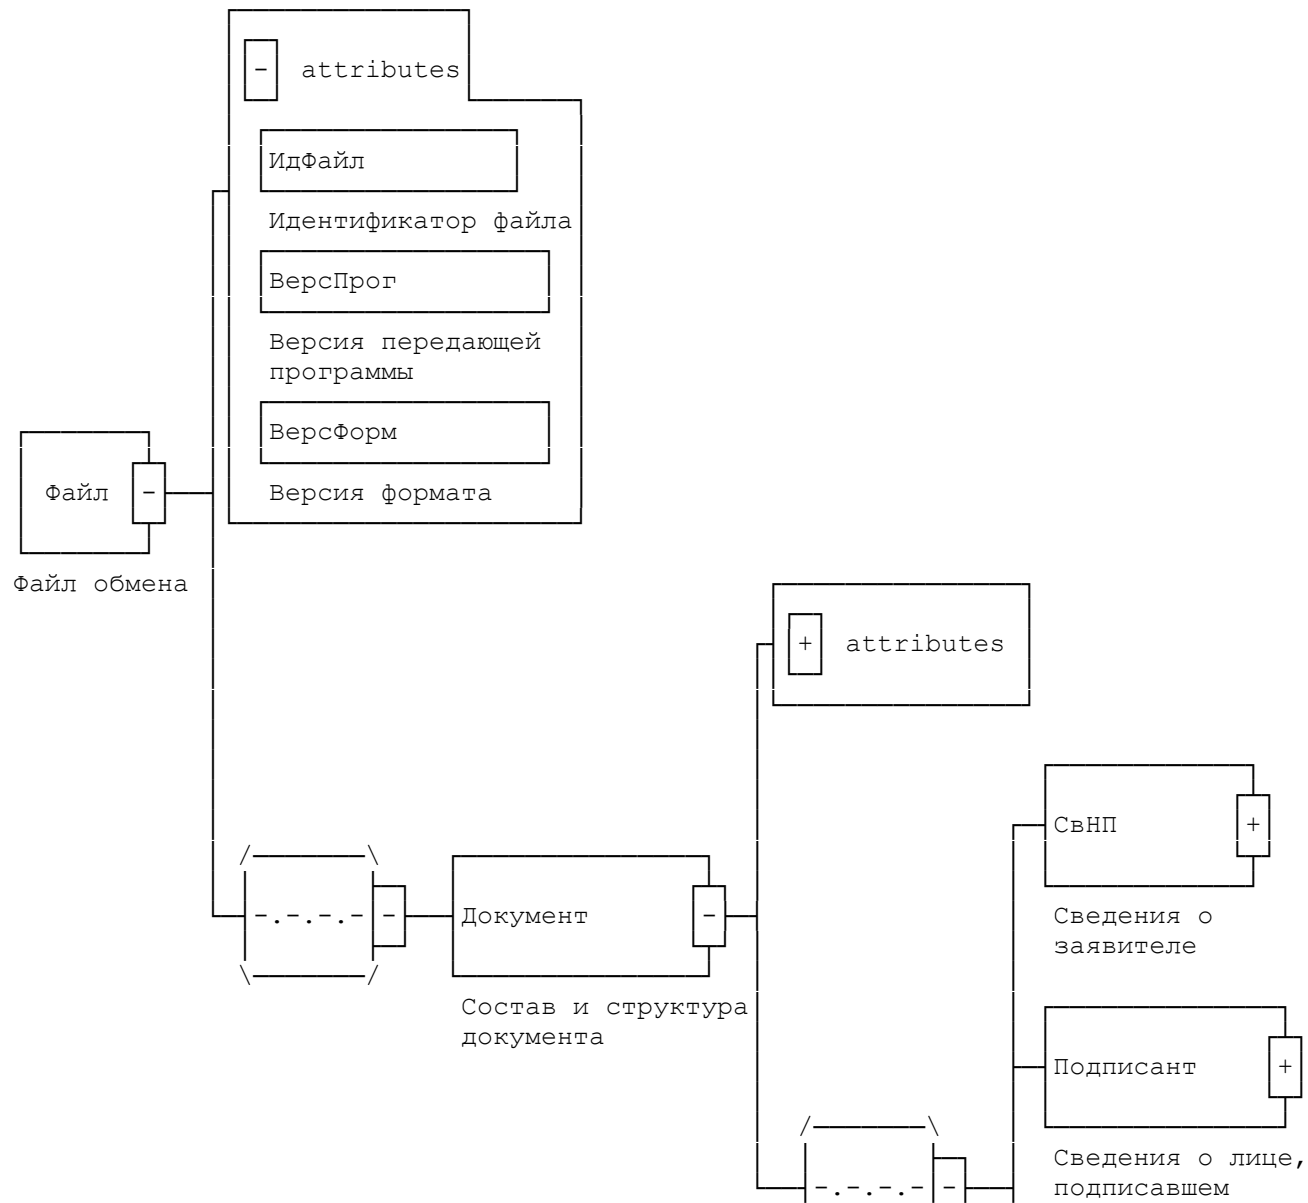 - attributes
ИдФайл
Идентификатор файла
ВерсПрог
Версия передающей
программы
ВерсФорм
Файл -
Версия формата
Файл обмена
+ attributes
СвНП +
-.-.-.- -
Документ -
Сведения о
заявителе
Состав и структура
документа
Подписант +
Сведения о лице,
подписавшем
-.-.-.- -